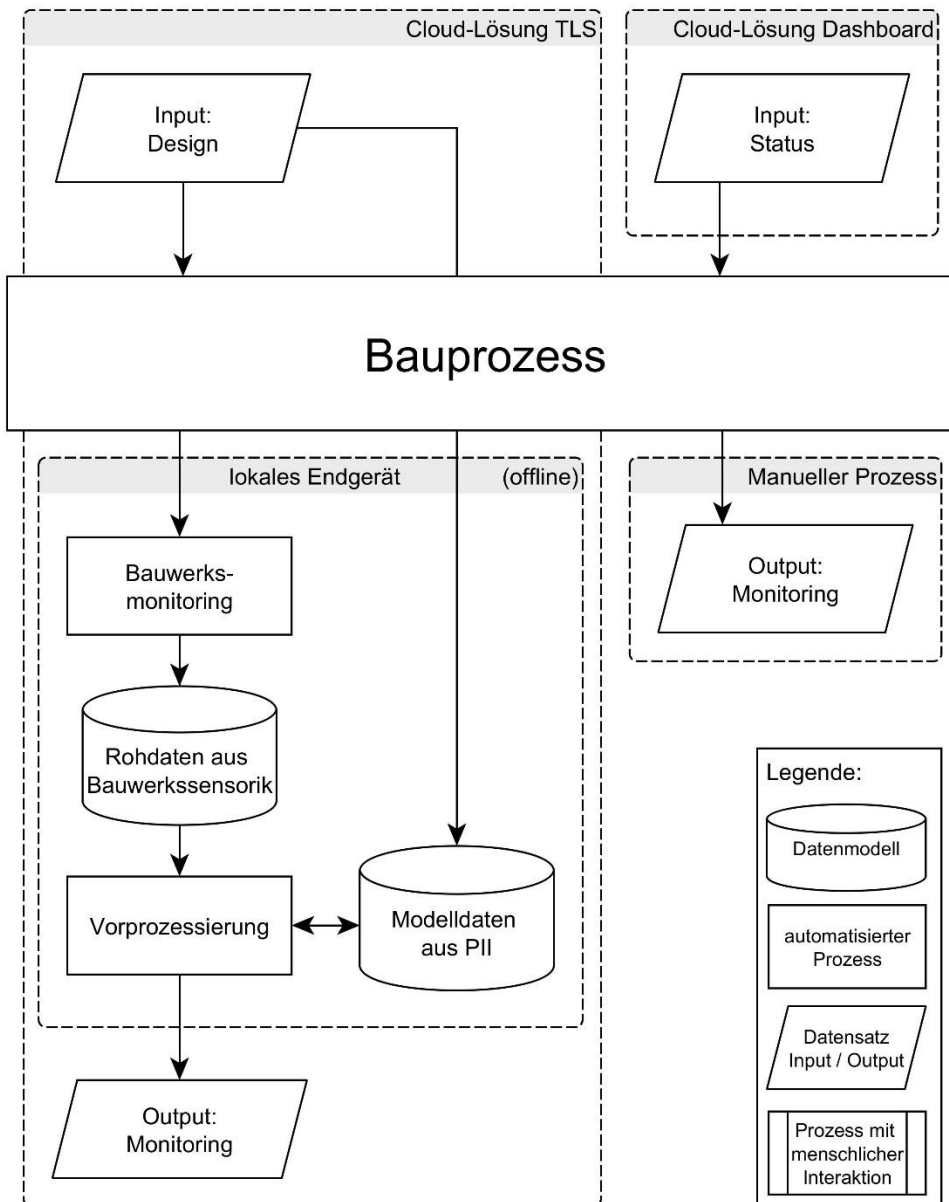 Cloud-Lösung TLS
Cloud-Lösung Dashboard
Input:
Design
Input:
Status
Bauprozess
lokales Endgerät (offline)
Manueller Prozess
Bauwerks-
monitoring
Output:
Monitoring
Rohdaten aus
Bauwerkssensorik
Vorprozessierung
Modelldaten
aus PII
Output:
Monitoring
Legende:
Datenmodell
automatisierter
Prozess
Datensatz
Input / Output
Prozess mit
menschlicher
Interaktion